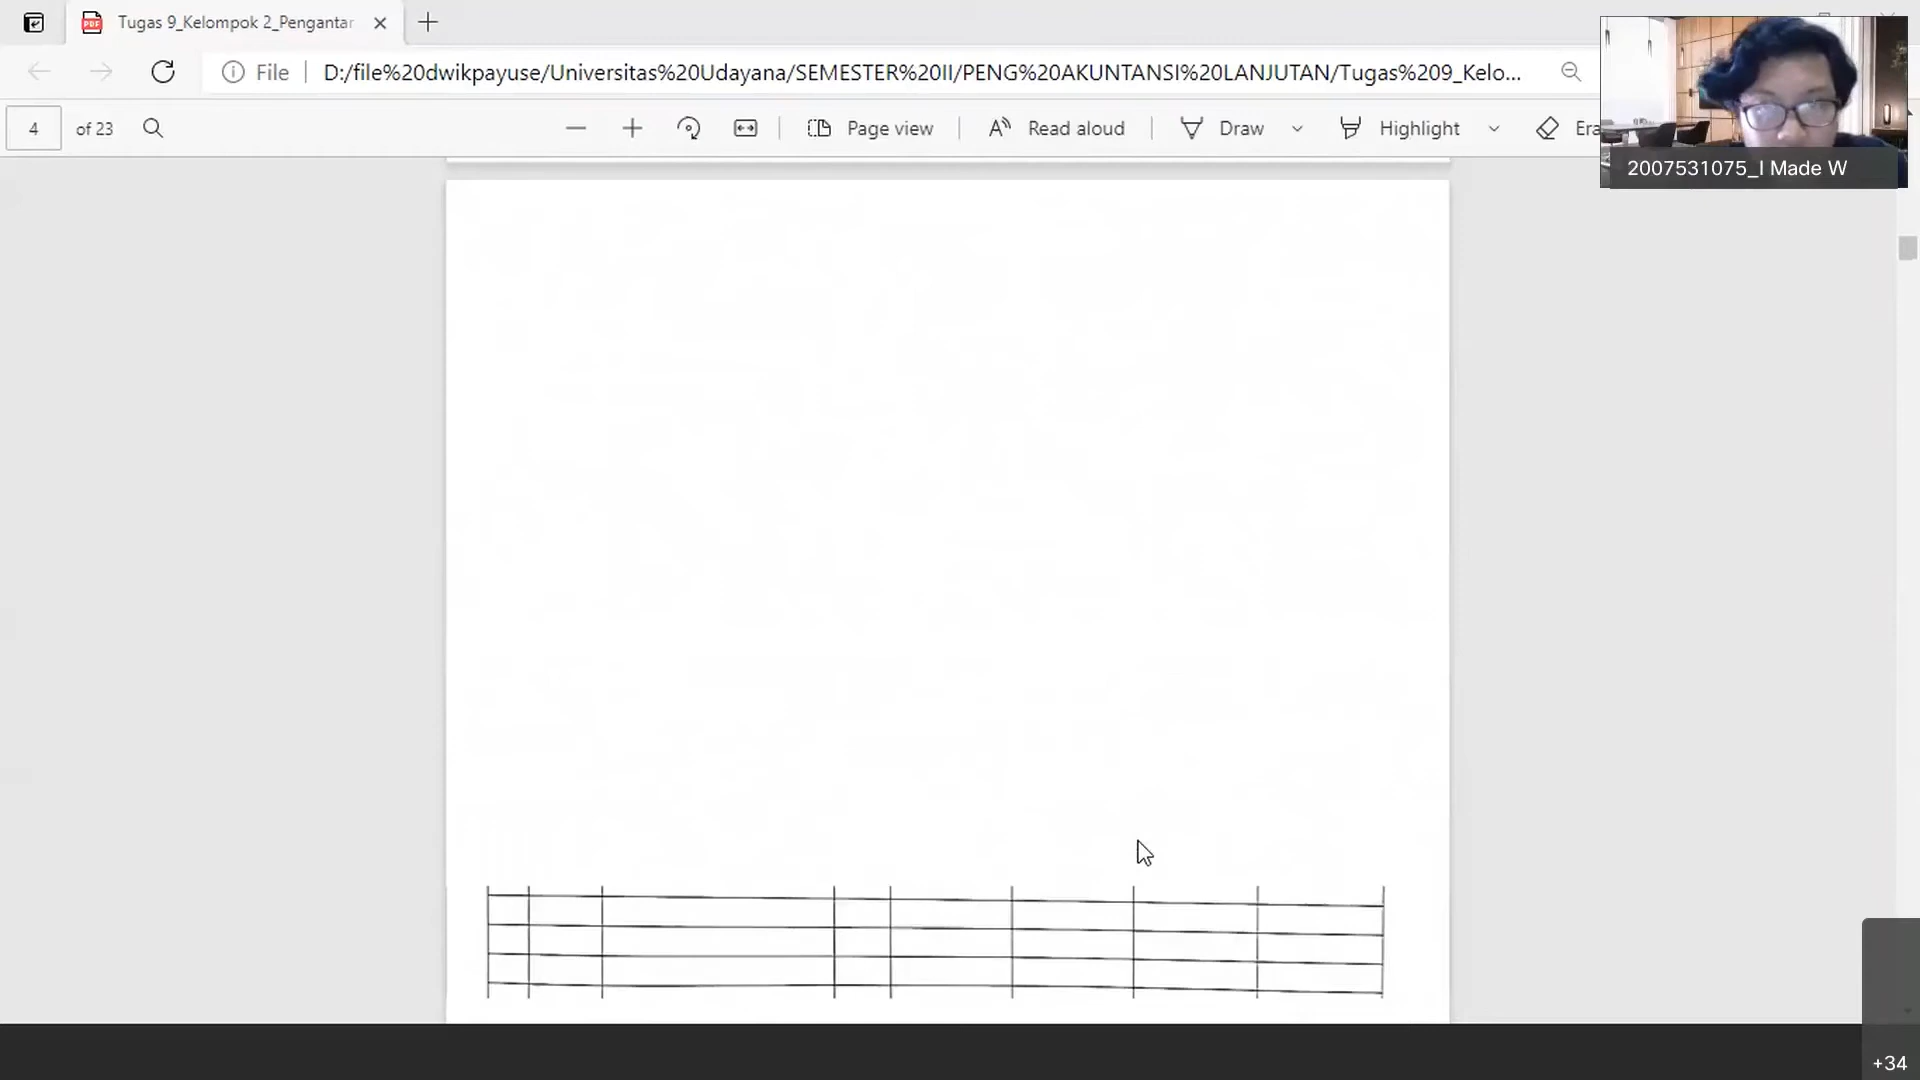 Tugas 9_Kelompok 2_Pengantar
File
D:/file%20dwikpayuse/Universitas%20Udayana/SEMESTER%20II/PENG%20AKUNTANSI%20LANJUTAN/Tugas%209_Kelo...
4 of 23
Page view
Read aloud
Draw
Highlight
Era
2007531075_I Made W
+34